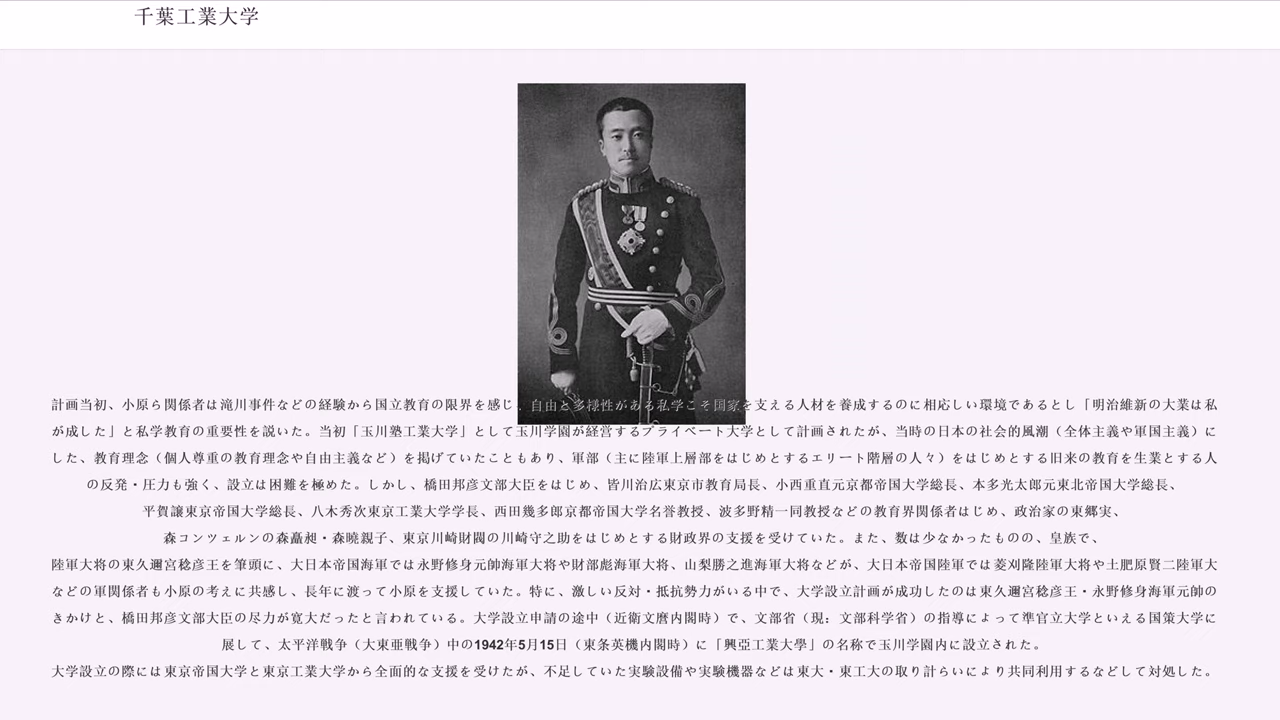 千葉工業大学
計画当初、小原ら関係者は滝川事件などの経験から国立教育の限界を感じ、自由と多様性がある私学こそ国家を支える人材を養成するのに相応しい環境であるとし「明治維新の大業は私
が成した」と私学教育の重要性を説いた。当初「玉川塾工業大学」として玉川学園が経営するプライベート大学として計画されたが、当時の日本の社会的風潮（全体主義や軍国主義）に
した、教育理念（個人尊重の教育理念や自由主義など）を掲げていたこともあり、軍部（主に陸軍上層部をはじめとするエリート階層の人々）をはじめとする旧来の教育を生業とする人
の反発・圧力も強く、設立は困難を極めた。しかし、橋田邦彦文部大臣をはじめ、皆川治広東京市教育局長、小西重直元京都帝国大学総長、本多光太郎元東北帝国大学総長、
平賀譲東京帝国大学総長、八木秀次東京工業大学学長、西田幾多郎京都帝国大学名誉教授、波多野精一同教授などの教育界関係者はじめ、政治家の東郷実、
森コンツェルンの森矗昶・森曉親子、東京川崎財閥の川崎守之助をはじめとする財政界の支援を受けていた。また、数は少なかったものの、皇族で、
陸軍大将の東久邇宮稔彦王を筆頭に、大日本帝国海軍では永野修身元帥海軍大将や財部彪海軍大将、山梨勝之進海軍大将などが、大日本帝国陸軍では菱刈隆陸軍大将や土肥原賢二陸軍大
などの軍関係者も小原の考えに共感し、長年に渡って小原を支援していた。特に、激しい反対・抵抗勢力がいる中で、大学設立計画が成功したのは東久邇宮稔彦王・永野修身海軍元帥の
きかけと、橋田邦彦文部大臣の尽力が寛大だったと言われている。大学設立申請の途中（近衛文麿内閣時）で、文部省（現：文部科学省）の指導によって準官立大学といえる国策大学に
展して、太平洋戦争（大東亜戦争）中の1942年5月15日（東条英機内閣時）に「興亞工業大學」の名称で玉川学園内に設立された。
大学設立の際には東京帝国大学と東京工業大学から全面的な支援を受けたが、不足していた実験設備や実験機器などは東大・東工大の取り計らいにより共同利用するなどして対処した。